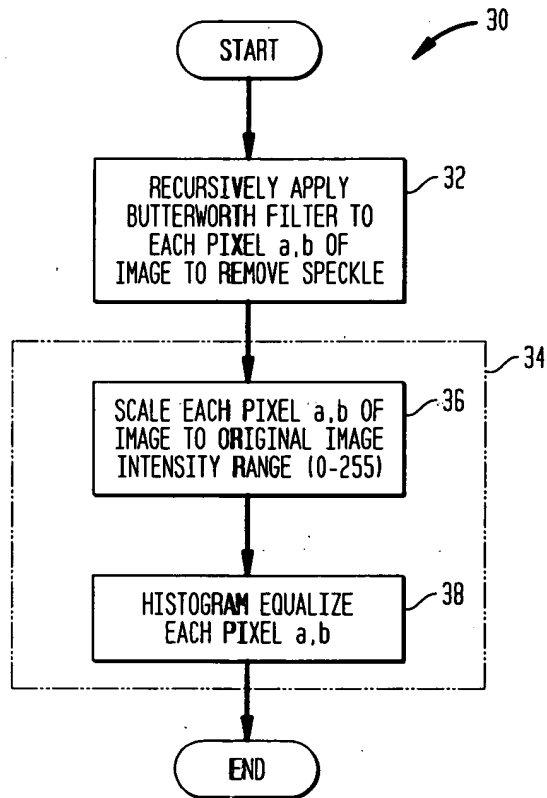 START
30
RECURSIVELY APPLY
BUTTERWORTH FILTER TO
EACH PIXEL a,b OF
IMAGE TO REMOVE SPECKLE
32
34
SCALE EACH PIXEL a,b OF
IMAGE TO ORIGINAL IMAGE
INTENSITY RANGE (0-255)
36
HISTOGRAM EQUALIZE
EACH PIXEL a,b
38
END